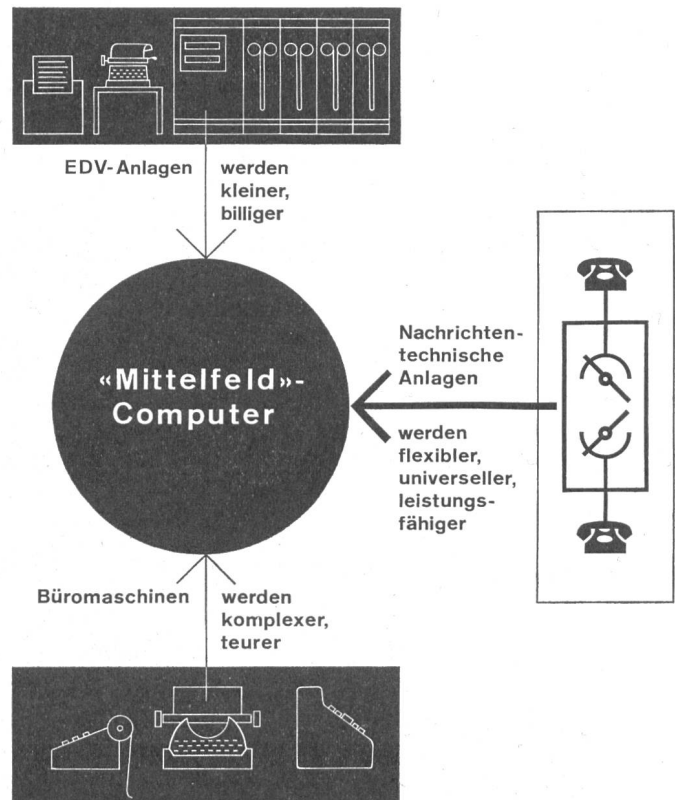 EDV-Anlagen
werden
kleiner,
billiger
«Mittelfeld»-
Computer
Nachrichten-
technische
Anlagen
werden
flexibler,
universeller,
leistungs-
fähiger
Büromaschinen
werden
komplexer,
teurer